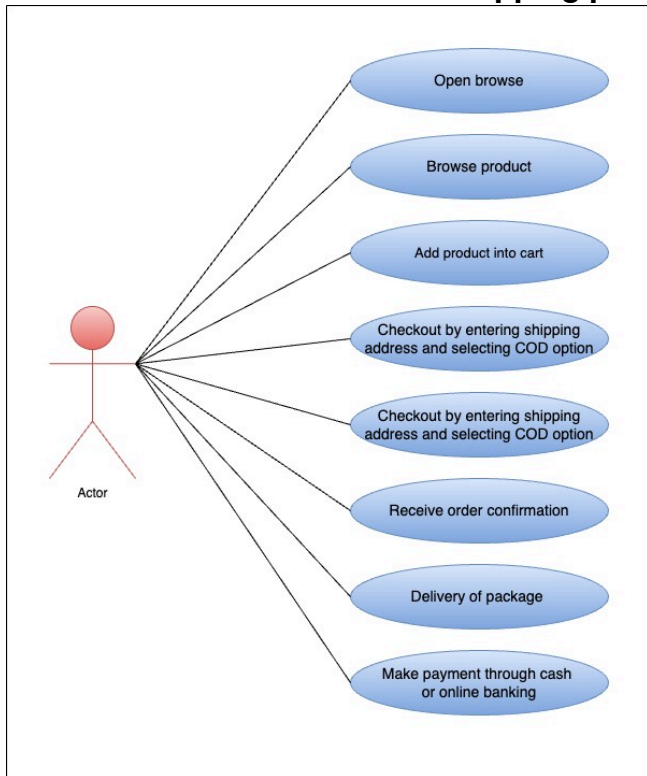 Open browse
Browse product
Add product into cart
Checkout by entering shipping
address and selecting COD option
Checkout by entering shipping
address and selecting COD option
Actor
Receive order confirmation
Delivery of package
Make payment through cash
or online banking